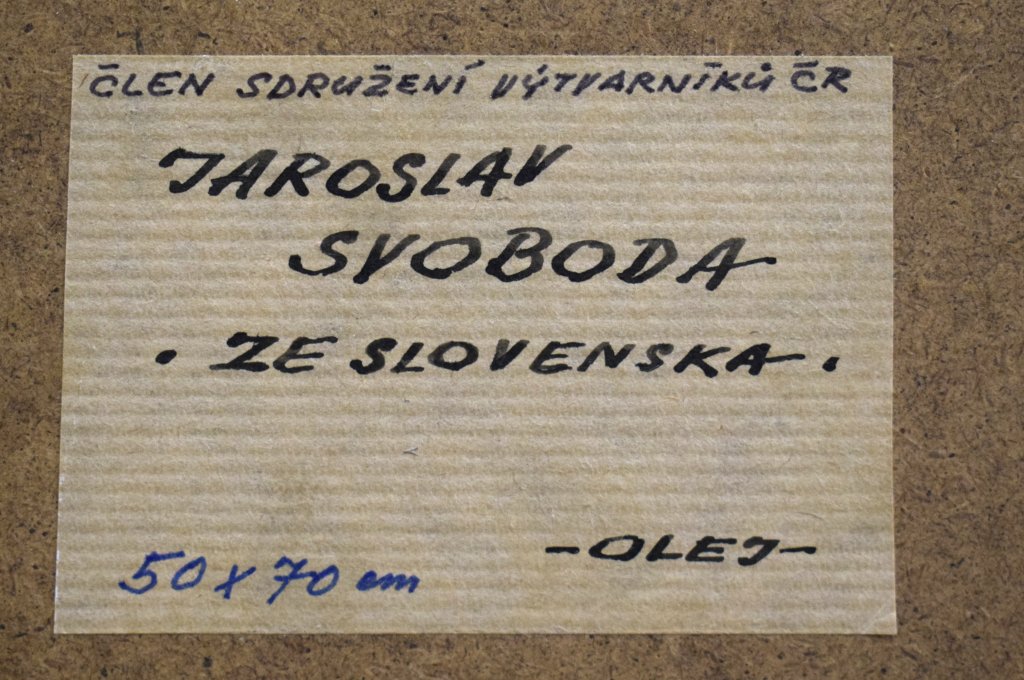 ČLEN SDRUŽENÍ VÝTVARNÍKŮ ČR
JAROSLAV
SVOBODA
• ZE SLOVENSKA •
50 x 70 cm
- OLEJ -